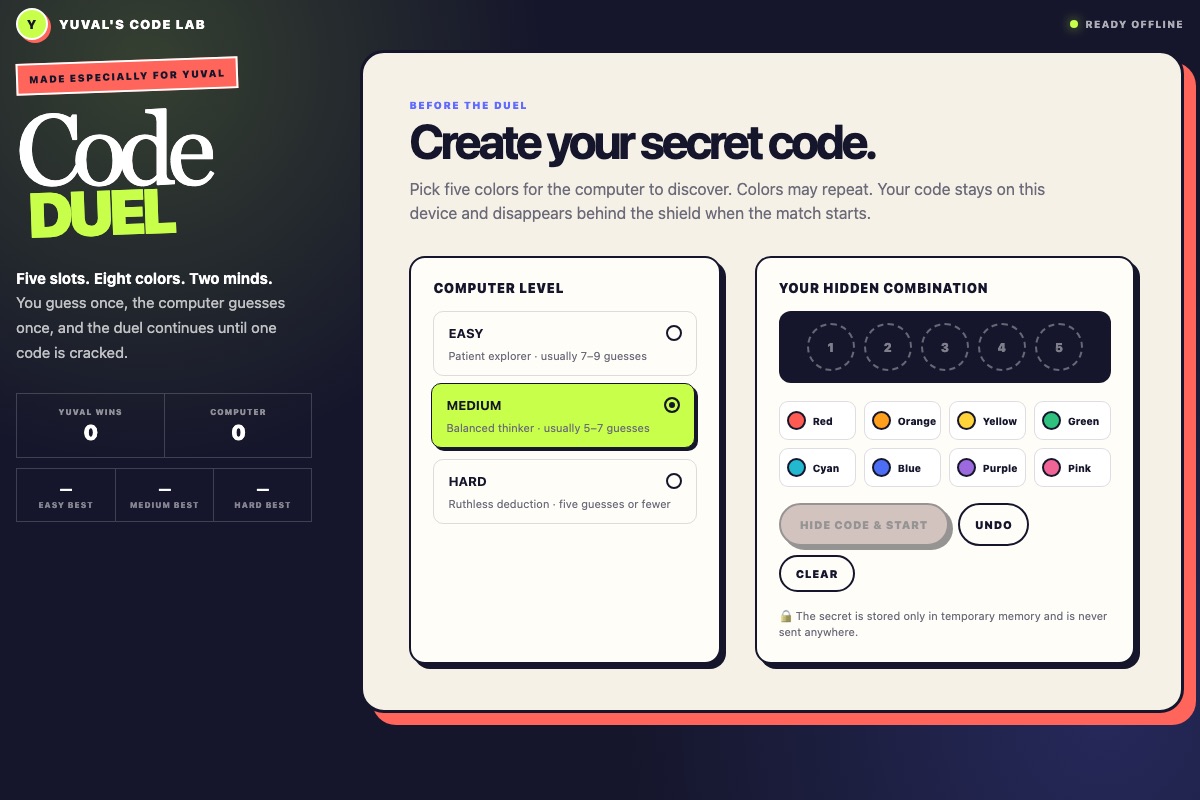 Y
YUVAL'S CODE LAB
READY OFFLINE
MADE ESPECIALLY FOR YUVAL
Code
DUEL
Five slots. Eight colors. Two minds.
You guess once, the computer guesses
once, and the duel continues until one
code is cracked.
YUVAL WINS
0
COMPUTER
0
—
EASY BEST
—
MEDIUM BEST
—
HARD BEST
BEFORE THE DUEL
Create your secret code.
Pick five colors for the computer to discover. Colors may repeat. Your code stays on this
device and disappears behind the shield when the match starts.
COMPUTER LEVEL
EASY
Patient explorer · usually 7–9 guesses
MEDIUM
Balanced thinker · usually 5–7 guesses
HARD
Ruthless deduction · five guesses or fewer
YOUR HIDDEN COMBINATION
1 2 3 4 5
Red Orange Yellow Green
Cyan Blue Purple Pink
HIDE CODE & START UNDO
CLEAR
🔒 The secret is stored only in temporary memory and is never
sent anywhere.